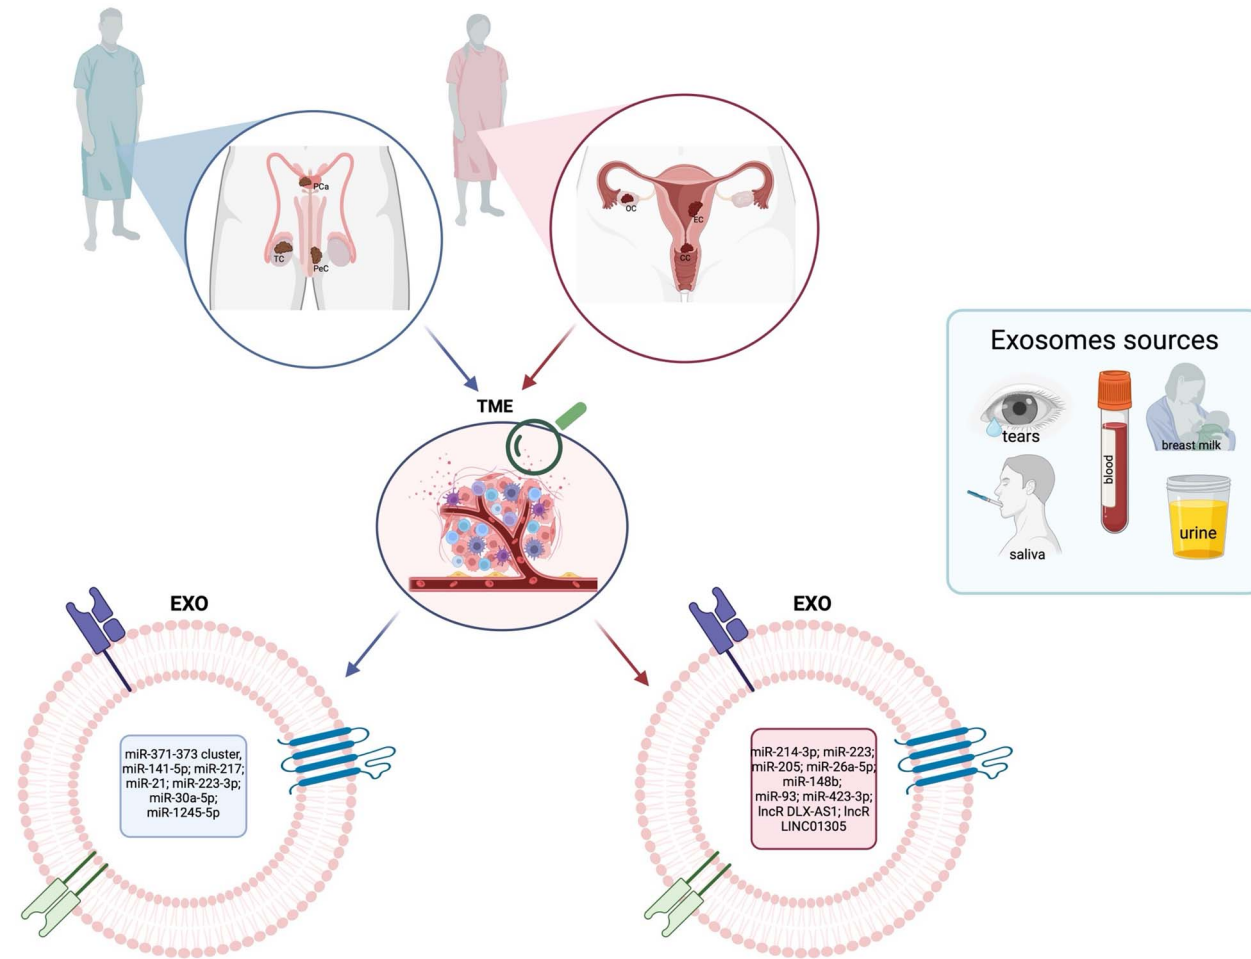 PCa
TC
PeC
OC
EC
CC
TME
Exosomes sources
tears
blood
breast milk
saliva
urine
EXO
miR-371-373 cluster,
miR-141-5p; miR-217;
miR-21; miR-223-3p;
miR-30a-5p;
miR-1245-5p
EXO
miR-214-3p; miR-223;
miR-205; miR-26a-5p;
miR-148b;
miR-93; miR-423-3p;
lncR DLX-AS1; lncR
LINC01305